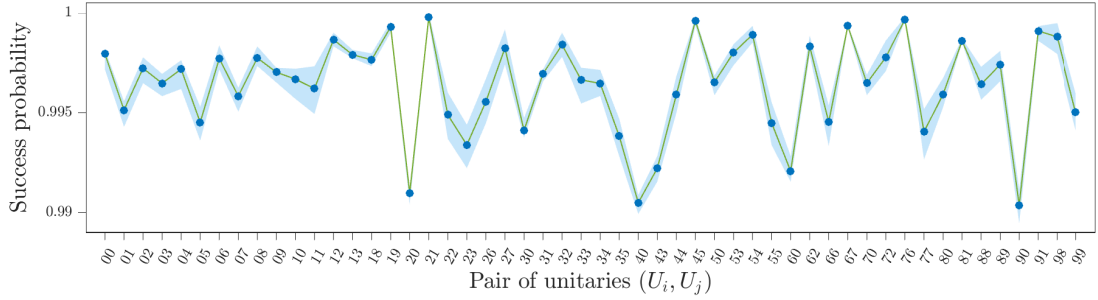 Success probability
1
0.995
0.99
00 01 02 03 04 05 06 07 08 09 10 11 12 13 18 19 20 21 22 23 26 27 30 31 32 33 34 35 40 43 44 45 50 53 54 55 60 62 66 67 70 72 76 77 80 81 88 89 90 91 98 99
Pair of unitaries (U_i, U_j)